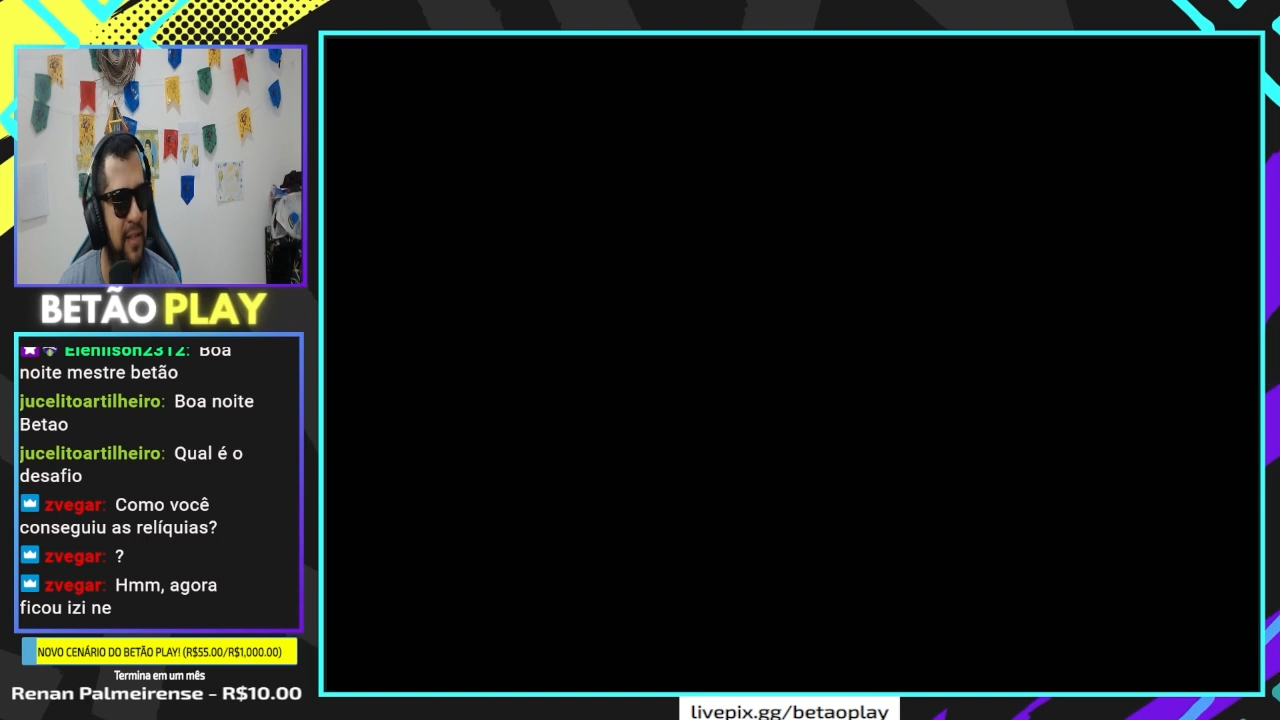 BETÃO PLAY
Elenilson2312: Boa
noite mestre betão
jucelitoartilheiro: Boa noite
Betao
jucelitoartilheiro: Qual é o
desafio
zvegar: Como você
conseguiu as relíquias?
zvegar: ?
zvegar: Hmm, agora
ficou izi ne
NOVO CENÁRIO DO BETÃO PLAY! (R$55.00/R$1,000.00)
Termina em um mês
Renan Palmeirense - R$10.00
livepix.gg/betaoplay